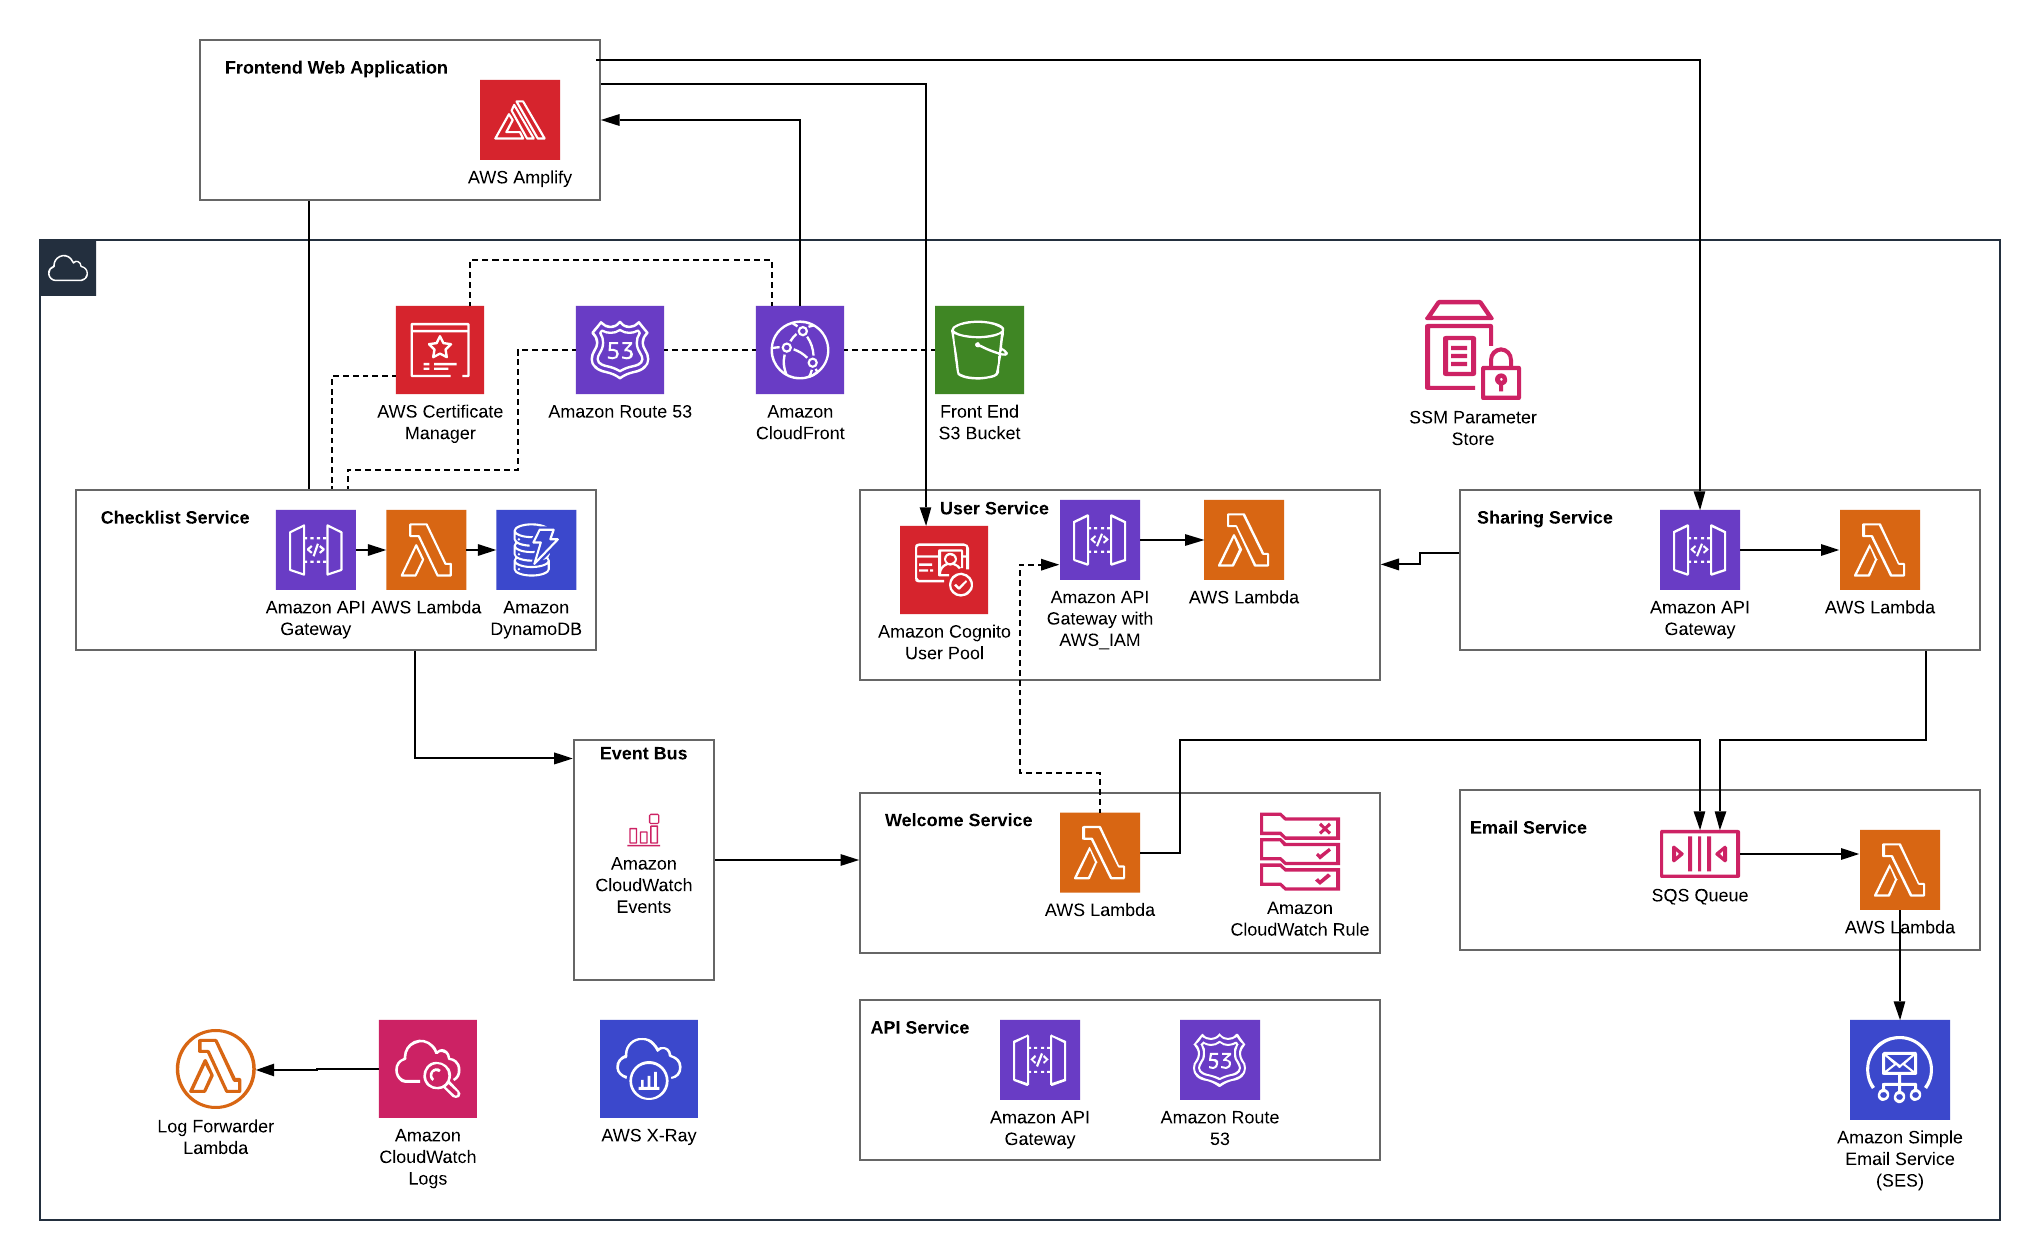 Frontend Web Application
AWS Amplify
AWS Certificate
Manager
53
Amazon Route 53
Amazon
CloudFront
Front End
S3 Bucket
SSM Parameter
Store
Checklist Service
Amazon API
Gateway
AWS Lambda
Amazon
DynamoDB
User Service
Amazon Cognito
User Pool
Amazon API
Gateway with
AWS_IAM
AWS Lambda
Sharing Service
Amazon API
Gateway
AWS Lambda
Event Bus
Amazon
CloudWatch
Events
Welcome Service
AWS Lambda
Amazon
CloudWatch Rule
Email Service
SQS Queue
AWS Lambda
Log Forwarder
Lambda
Amazon
CloudWatch
Logs
AWS X-Ray
API Service
Amazon API
Gateway
53
Amazon Route
53
Amazon Simple
Email Service
(SES)